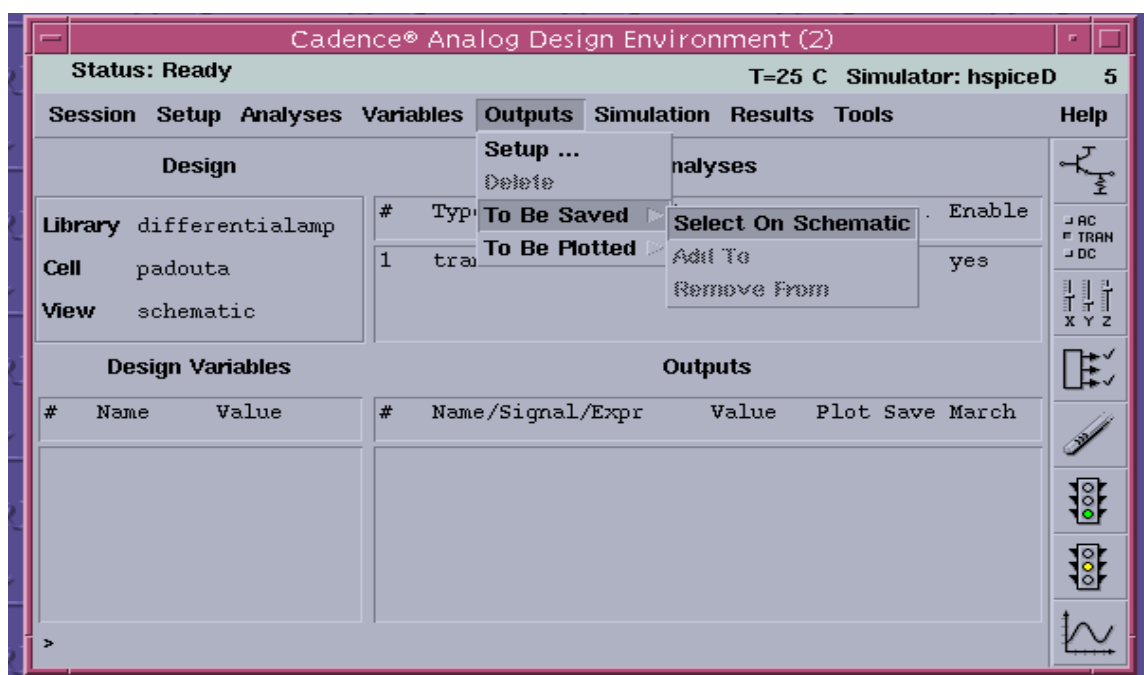 Cadence® Analog Design Environment (2)
Status: Ready T=25 C Simulator: hspiceD 5
Session Setup Analyses Variables Outputs Simulation Results Tools Help
Design
Setup ...
nalyses
Delete
Library differentialamp
# Typ
To Be Saved
Select On Schematic
. Enable
AC
TRAN
DC
Cell padouta
1 tra
To Be Plotted
Add To
yes
Remove From
View schematic
X Y Z
Design Variables
Outputs
# Name Value
# Name/Signal/Expr Value Plot Save March
>